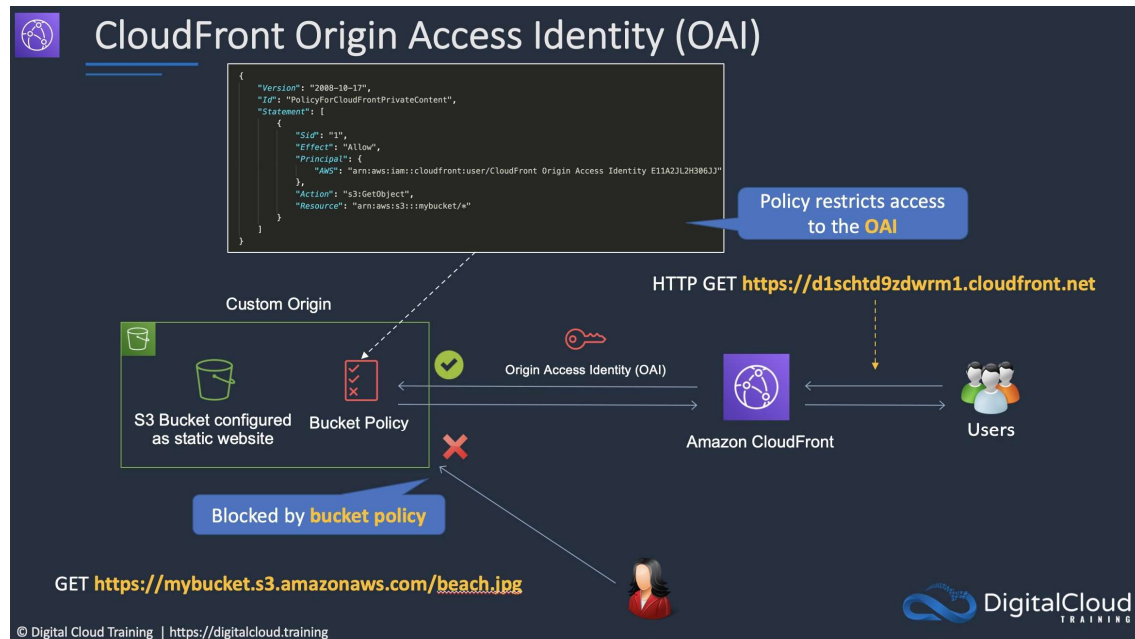 CloudFront Origin Access Identity (OAI)
{
"Version": "2008-10-17",
"Id": "PolicyForCloudFrontPrivateContent",
"Statement": [
{
"Sid": "1",
"Effect": "Allow",
"Principal": {
"AWS": "arn:aws:iam::cloudfront:user/CloudFront Origin Access Identity E11A2JL2H306JJ"
},
"Action": "s3:GetObject",
"Resource": "arn:aws:s3:::mybucket/*"
}
]
}
Policy restricts access
to the OAI
HTTP GET https://d1schtd9zdwrm1.cloudfront.net
Custom Origin
S3 Bucket configured
as static website
Bucket Policy
Origin Access Identity (OAI)
Amazon CloudFront
Users
Blocked by bucket policy
GET https://mybucket.s3.amazonaws.com/beach.jpg
DigitalCloud
TRAINING
© Digital Cloud Training | https://digitalcloud.training